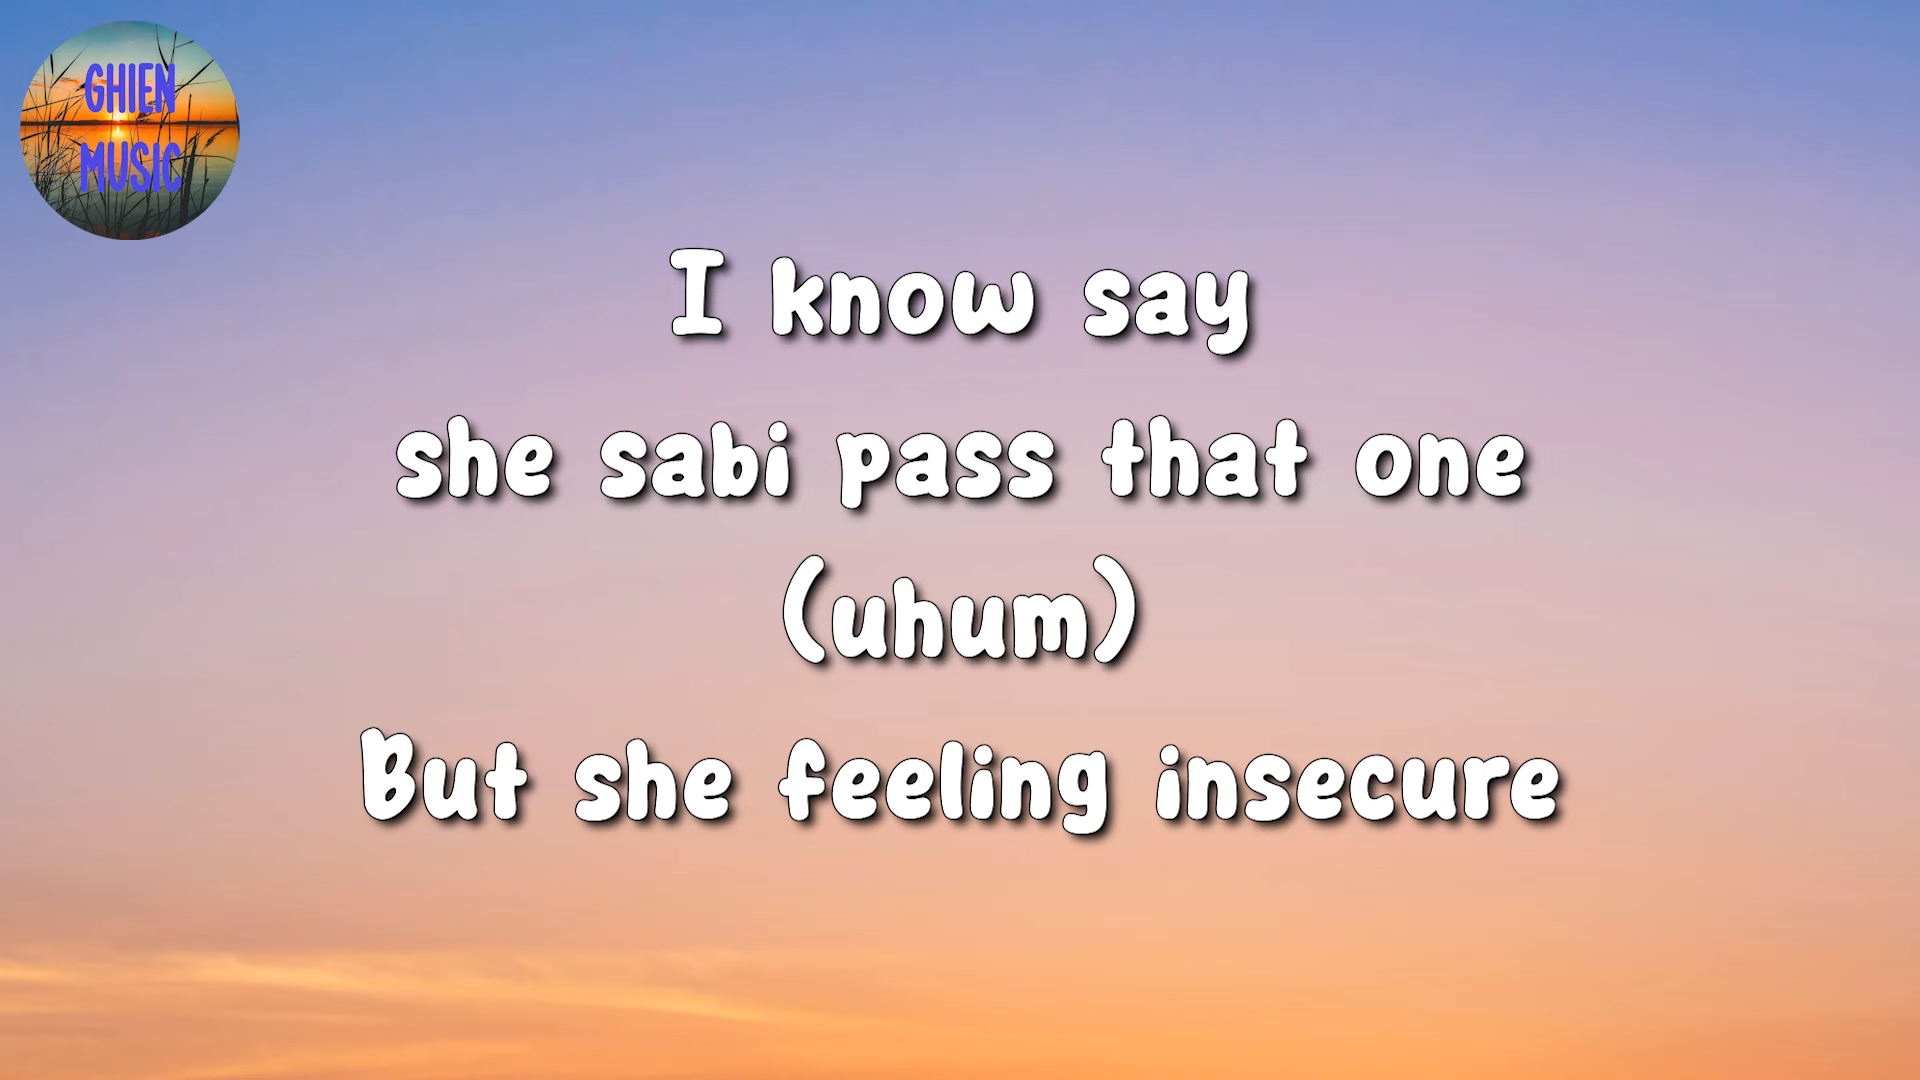 GHIEN
MUSIC
I know say
she sabi pass that one
(uhum)
But she feeling insecure